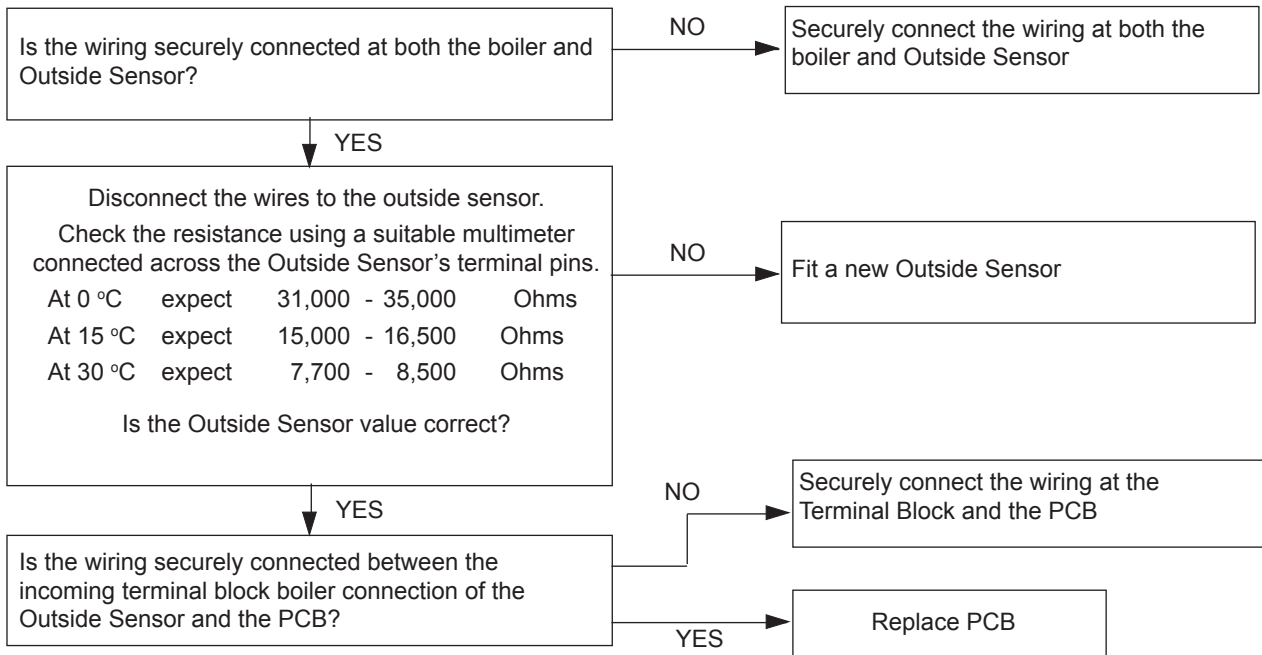 Is the wiring securely connected at both the boiler and
Outside Sensor?
NO
Securely connect the wiring at both the
boiler and Outside Sensor
YES
Disconnect the wires to the outside sensor.
Check the resistance using a suitable multimeter
connected across the Outside Sensor's terminal pins.
At 0 ºC expect 31,000 - 35,000 Ohms
At 15 ºC expect 15,000 - 16,500 Ohms
At 30 ºC expect 7,700 - 8,500 Ohms
Is the Outside Sensor value correct?
NO
Fit a new Outside Sensor
YES
Is the wiring securely connected between the
incoming terminal block boiler connection of the
Outside Sensor and the PCB?
NO
Securely connect the wiring at the
Terminal Block and the PCB
YES
Replace PCB